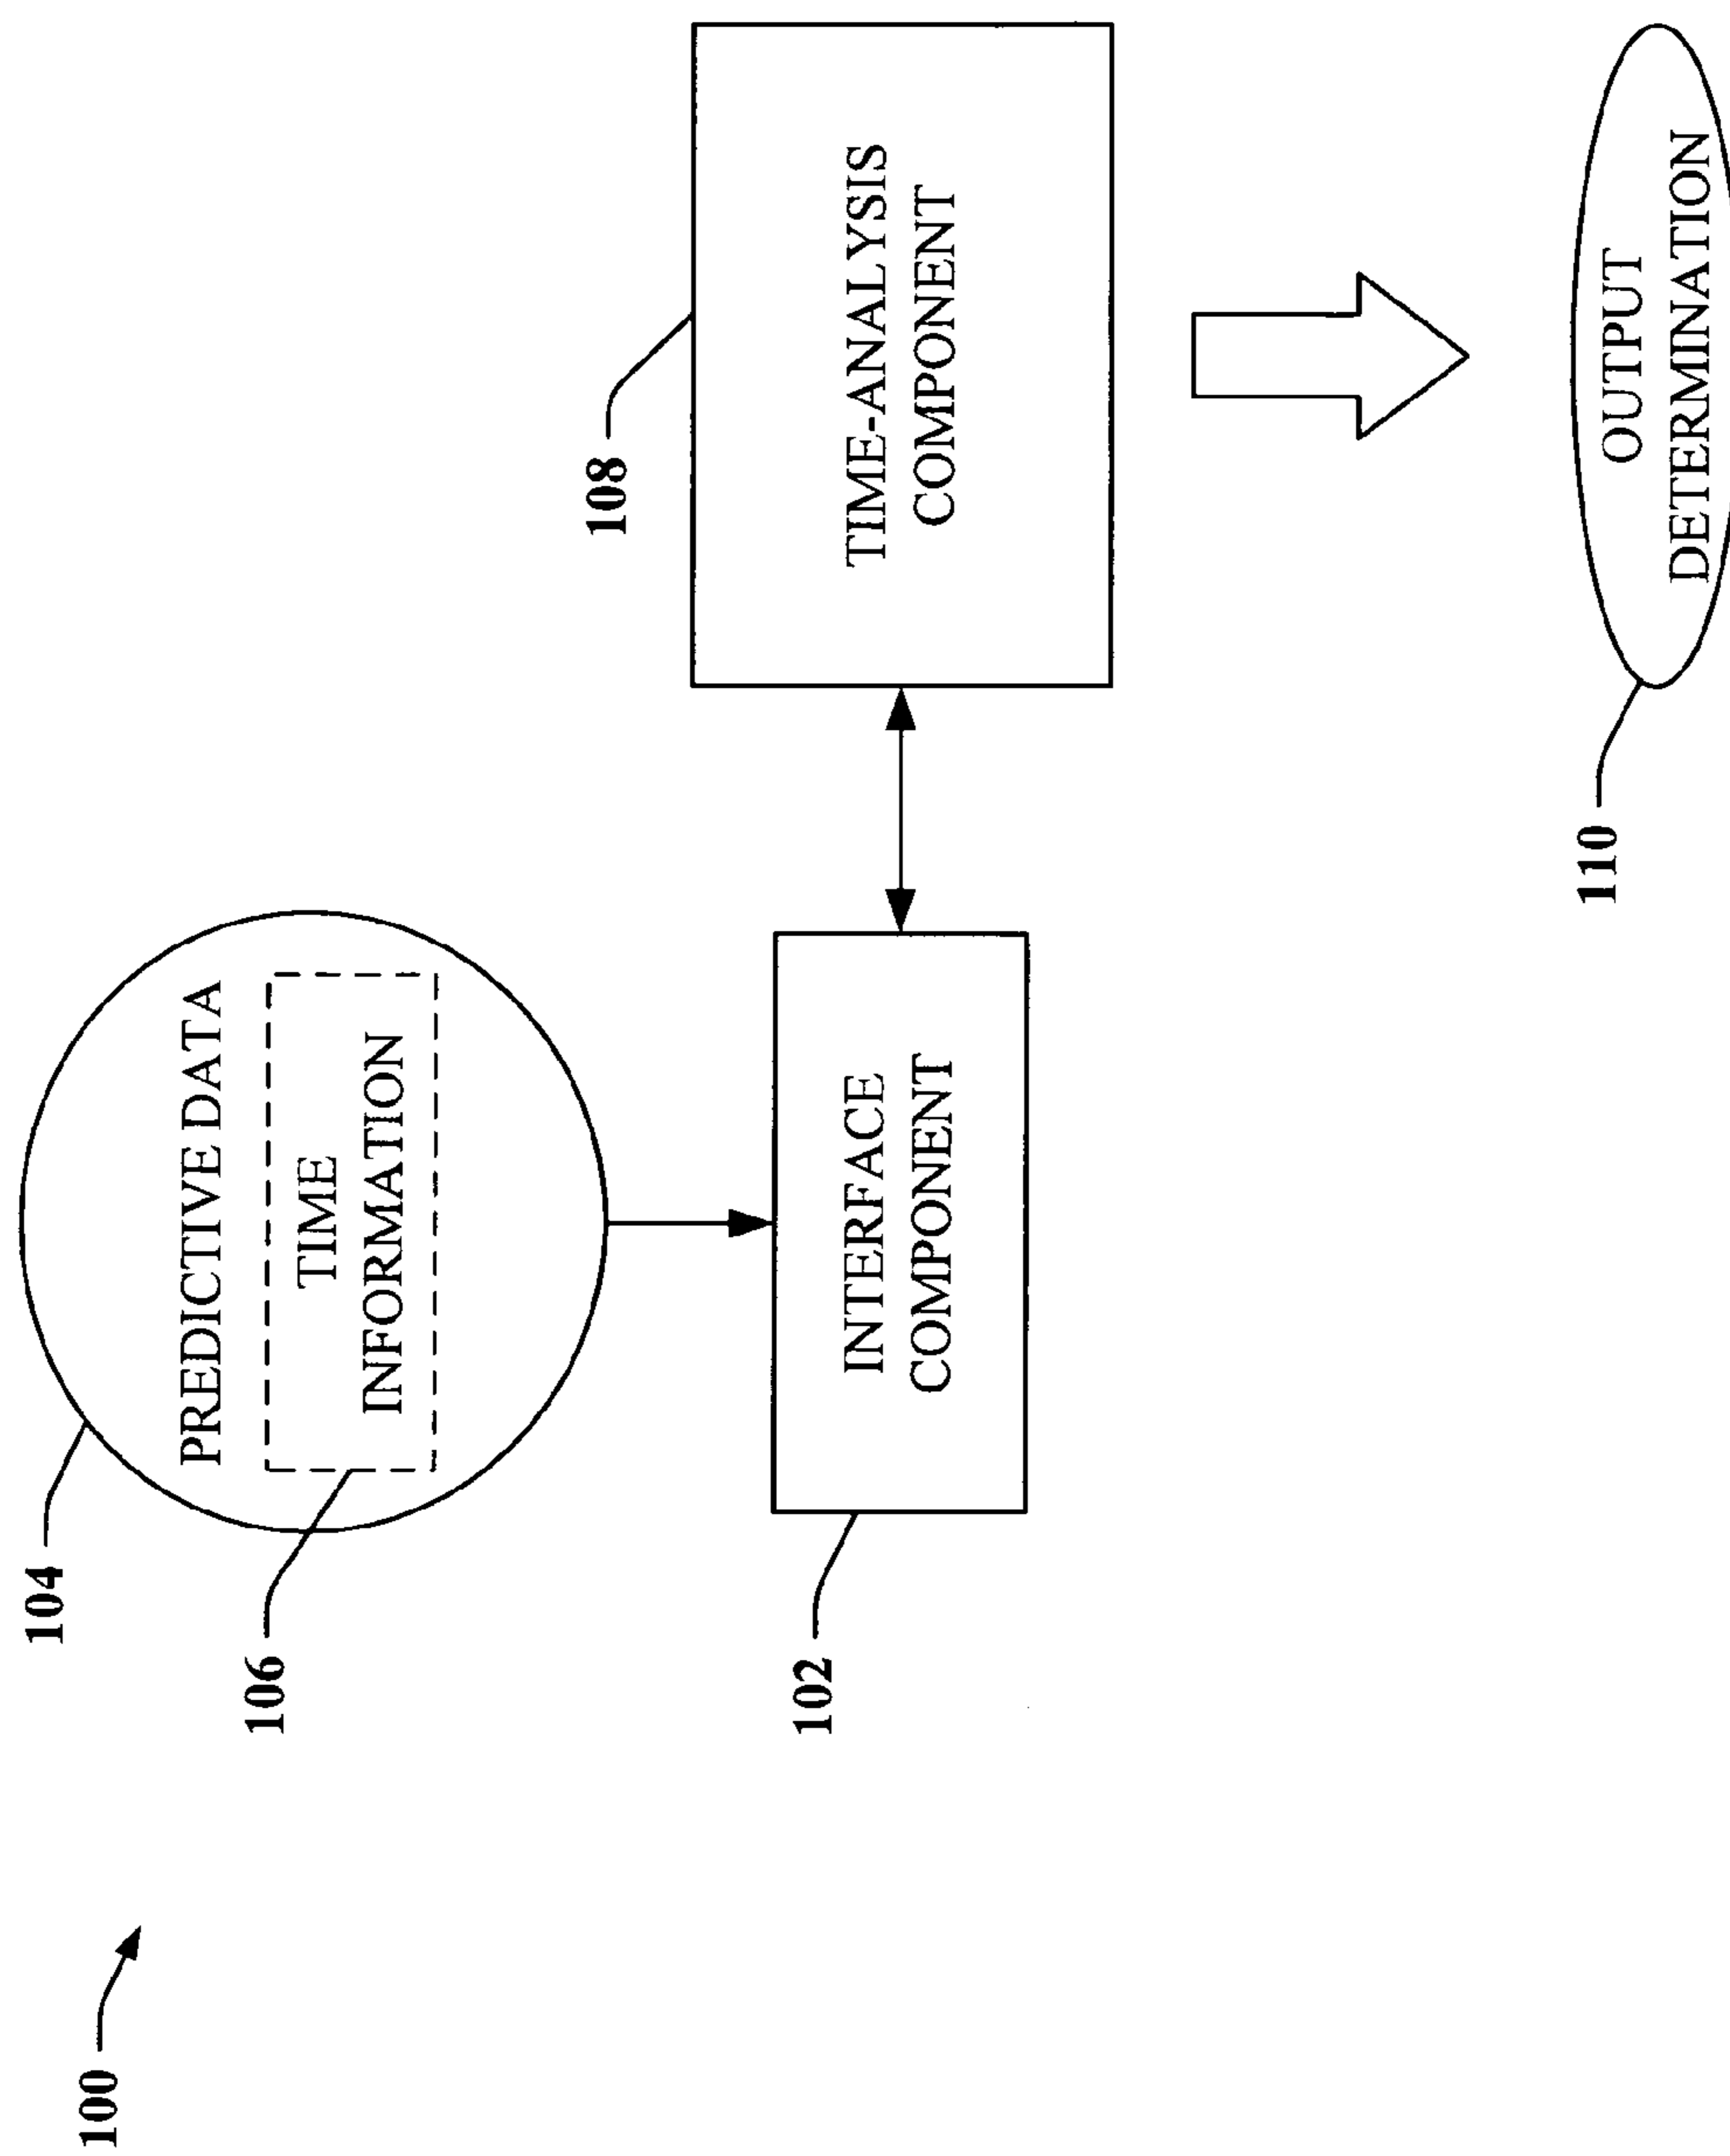 100
104
PREDICTIVE DATA
106
TIME
INFORMATION
102
INTERFACE
COMPONENT
108
TIME-ANALYSIS
COMPONENT
110
OUTPUT
DETERMINATION